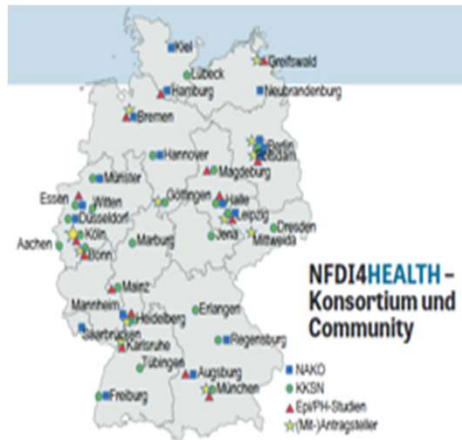 Kiel
Greifswald
Lübeck
Hamburg
Neubrandenburg
Bremen
Hannover
Berlin
Potsdam
Magdeburg
Münster
Essen
Witten
Göttingen
Halle
Düsseldorf
Leipzig
Köln
Dresden
Aachen
Marburg
Jena
Mittweida
Bonn
Mainz
Mannheim
Erlangen
Heidelberg
Saarbrücken
Karlsruhe
Regensburg
Tübingen
Augsburg
Freiburg
München
NFDI4HEALTH –
Konsortium und
Community
NAKO
KKSN
Epi/PH-Studien
(Mit-)Antragsteller